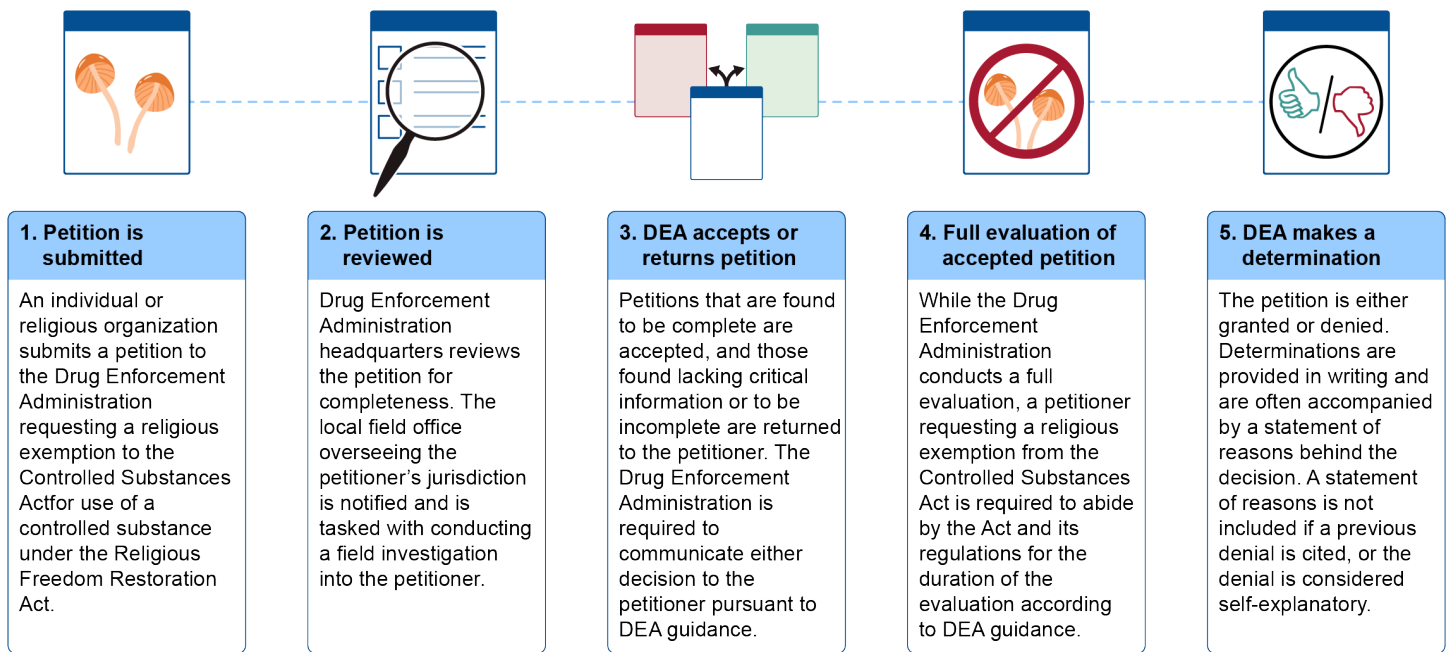 1. Petition is
submitted
An individual or
religious organization
submits a petition to
the Drug Enforcement
Administration
requesting a religious
exemption to the
Controlled Substances
Actfor use of a
controlled substance
under the Religious
Freedom Restoration
Act.
2. Petition is
reviewed
Drug Enforcement
Administration
headquarters reviews
the petition for
completeness. The
local field office
overseeing the
petitioner’s jurisdiction
is notified and is
tasked with conducting
a field investigation
into the petitioner.
3. DEA accepts or
returns petition
Petitions that are found
to be complete are
accepted, and those
found lacking critical
information or to be
incomplete are returned
to the petitioner. The
Drug Enforcement
Administration is
required to
communicate either
decision to the
petitioner pursuant to
DEA guidance.
4. Full evaluation of
accepted petition
While the Drug
Enforcement
Administration
conducts a full
evaluation, a petitioner
requesting a religious
exemption from the
Controlled Substances
Act is required to abide
by the Act and its
regulations for the
duration of the
evaluation according
to DEA guidance.
5. DEA makes a
determination
The petition is either
granted or denied.
Determinations are
provided in writing and
are often accompanied
by a statement of
reasons behind the
decision. A statement
of reasons is not
included if a previous
denial is cited, or the
denial is considered
self-explanatory.